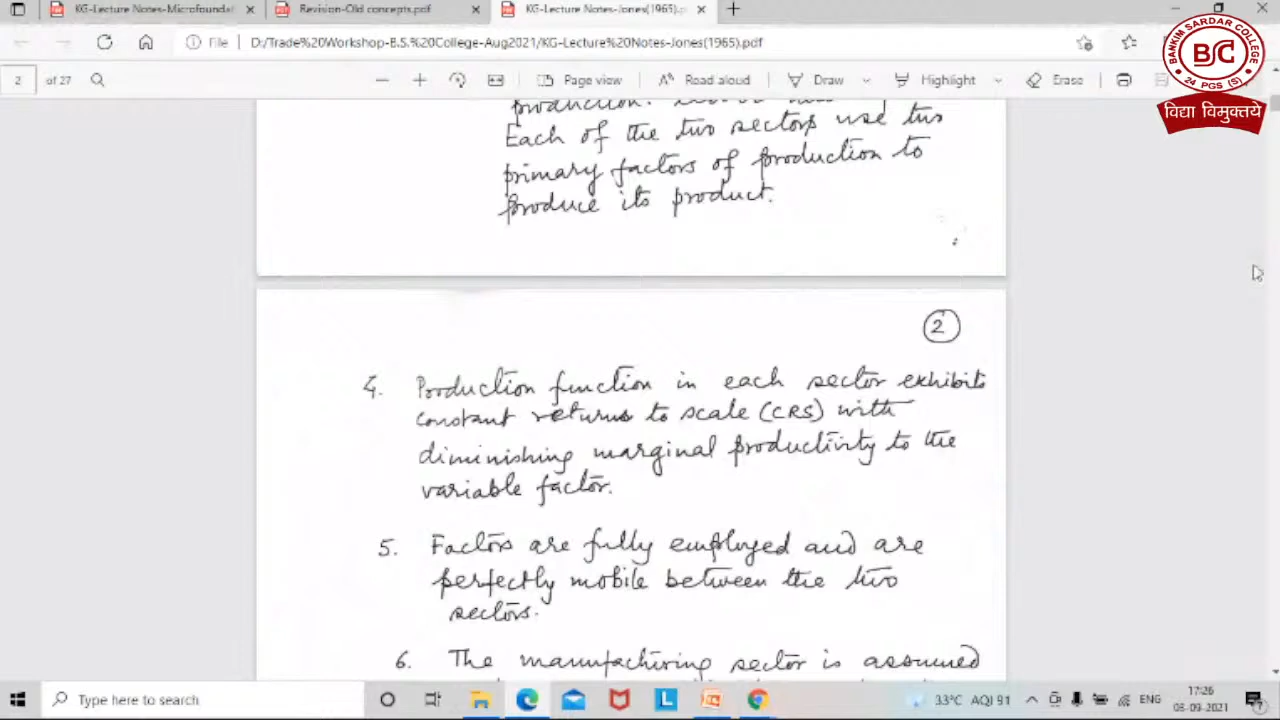 KG-Lecture Notes-Microfoundat
Revision-Old concepts.pdf
KG-Lecture Notes-Jones(1965).p
File
D:/Trade%20Workshop-B.S.%20College-Aug2021/KG-Lecture%20Notes-Jones(1965).pdf
2 of 27
Page view
Read aloud
Draw
Highlight
Erase
BANKIM SARDAR COLLEGE
BSC
24 PGS (S)
विद्या विमुक्तये
production.
Each of the two sectors use two
primary factors of production to
produce its product.
2
4. Production function in each sector exhibits
constant returns to scale (CRS) with
diminishing marginal productivity to the
variable factor.
5. Factors are fully employed and are
perfectly mobile between the two
sectors.
6. The manufacturing sector is assumed
Type here to search
33°C AQI 91
ENG
17:26
03-09-2021